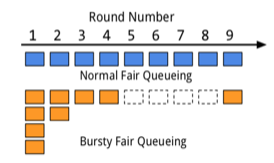 Round Number
1 2 3 4 5 6 7 8 9
Normal Fair Queueing
Bursty Fair Queueing